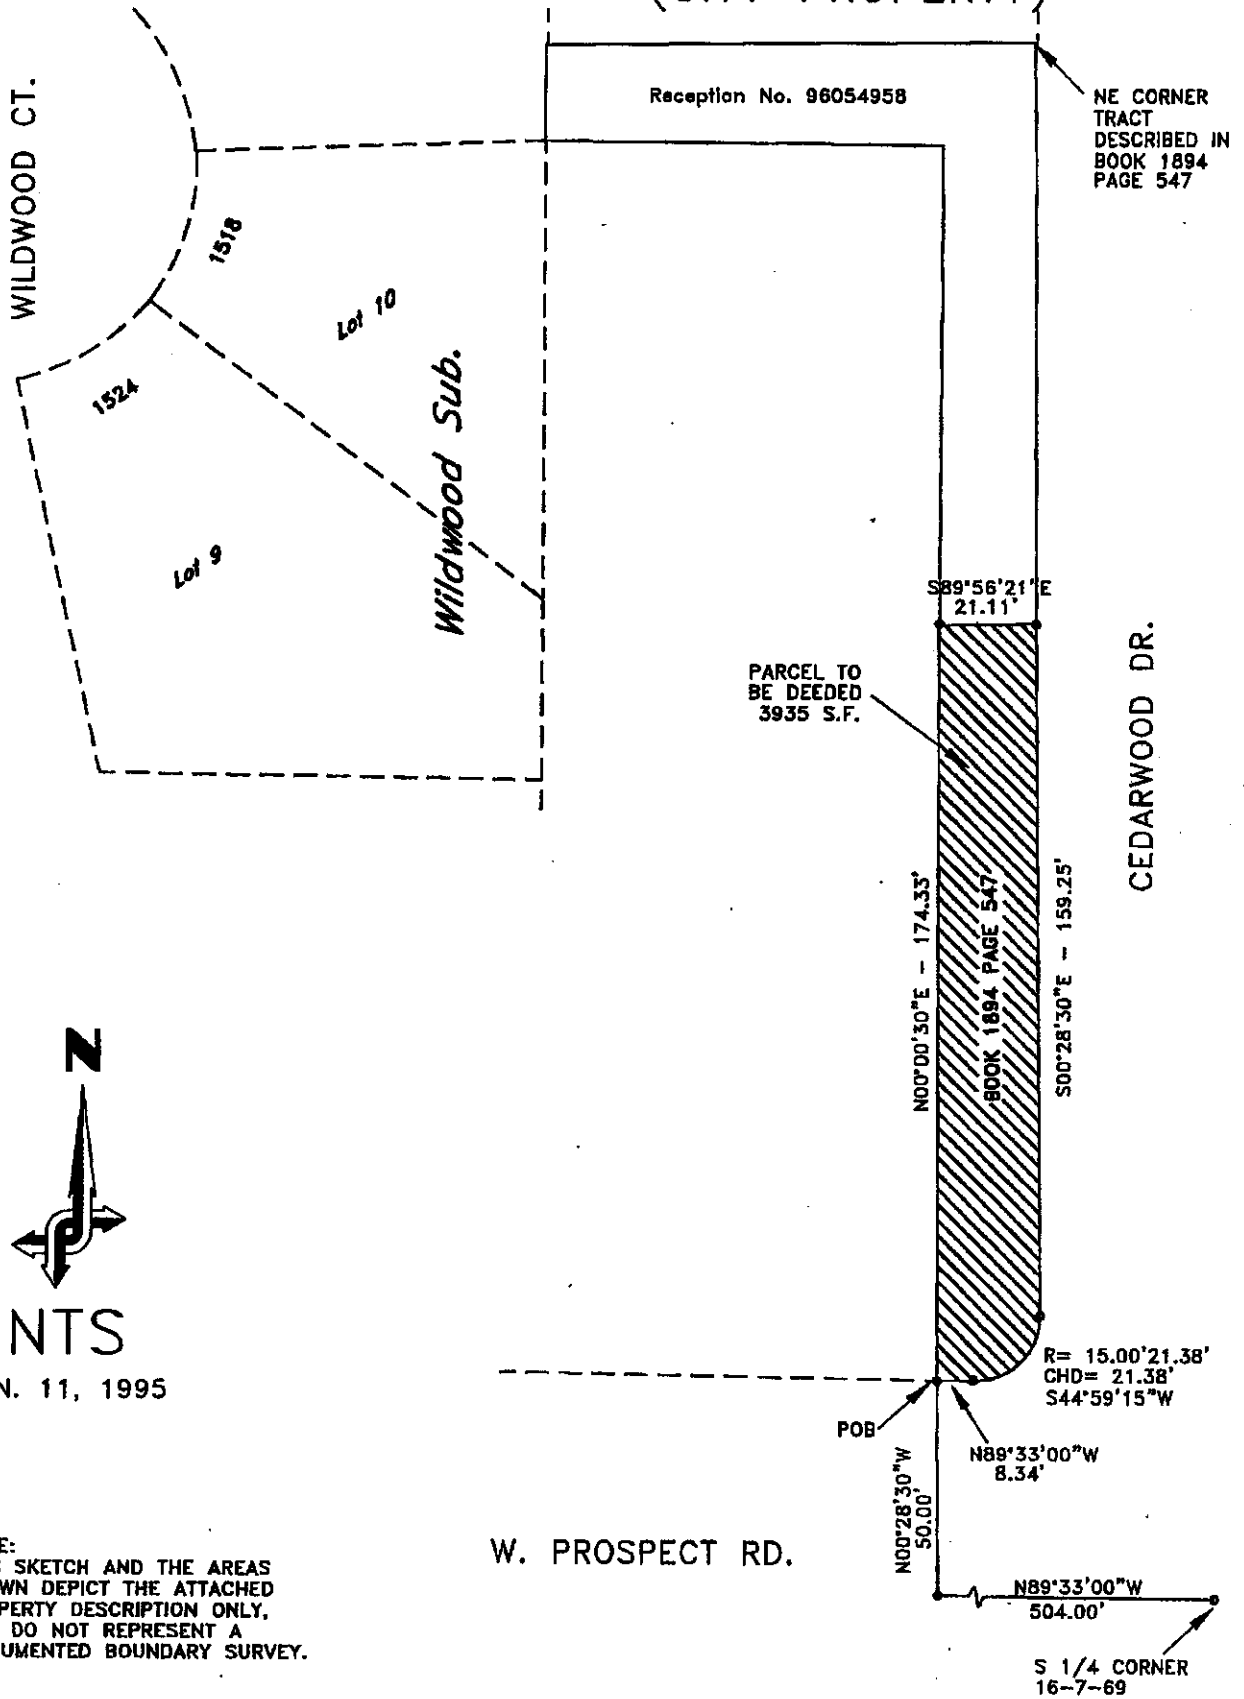 WILDWOOD CT.
Reception No. 96054958
NE CORNER
TRACT
DESCRIBED IN
BOOK 1894
PAGE 547
1518
Lot 10
1524
Lot 9
Wildwood Sub.
S89°56'21"E
21.11'
PARCEL TO
BE DEEDED
3935 S.F.
CEDARWOOD DR.
N00°00'30"E - 174.33'
BOOK 1894 PAGE 547
S00°28'30"E - 159.25'
N
NTS
N. 11, 1995
R= 15.00'21.38'
CHD= 21.38'
S44°59'15"W
POB
N89°33'00"W
8.34'
N00°28'30"W
50.00'
W. PROSPECT RD.
N89°33'00"W
504.00'
S 1/4 CORNER
16-7-69
E:
SKETCH AND THE AREAS
WN DEPICT THE ATTACHED
PERTY DESCRIPTION ONLY,
DO NOT REPRESENT A
UMENTED BOUNDARY SURVEY.